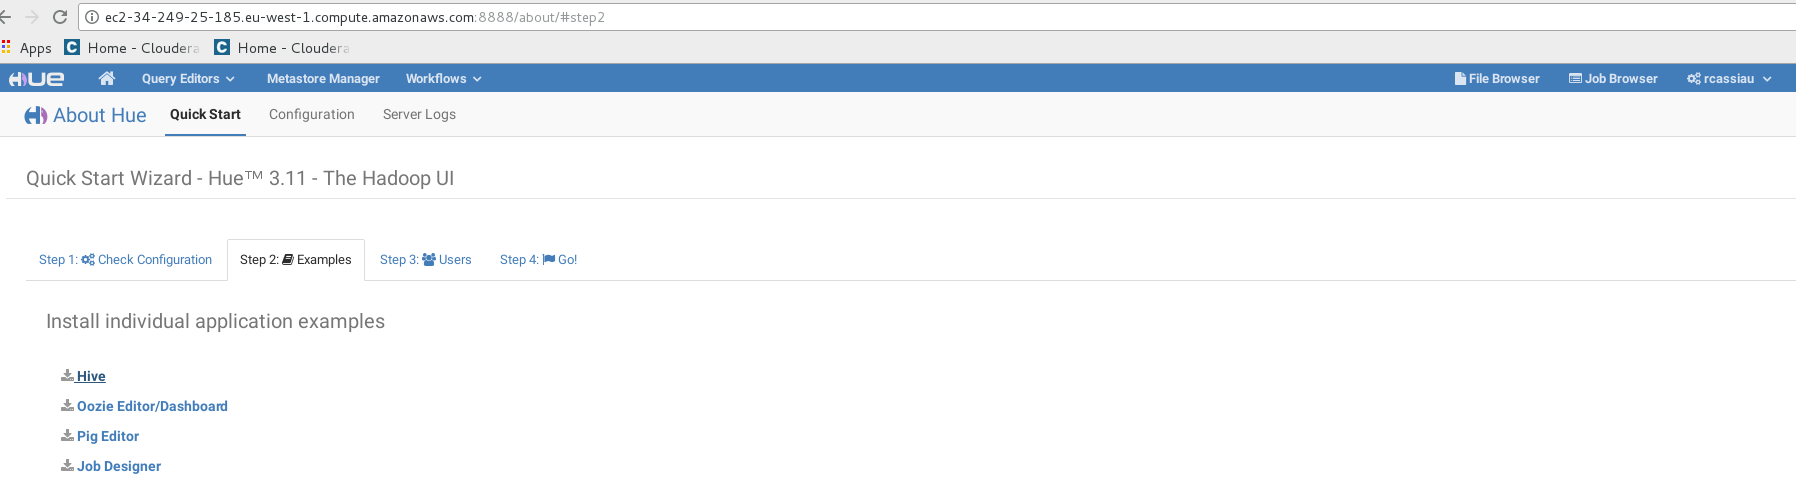 ec2-34-249-25-185.eu-west-1.compute.amazonaws.com:8888/about/#step2
Apps Home - Cloudera Home - Cloudera
HUE Query Editors Metastore Manager Workflows File Browser Job Browser rcassiau
About Hue Quick Start Configuration Server Logs
Quick Start Wizard - Hue™ 3.11 - The Hadoop UI
Step 1: Check Configuration Step 2: Examples Step 3: Users Step 4: Go!
Install individual application examples
Hive
Oozie Editor/Dashboard
Pig Editor
Job Designer